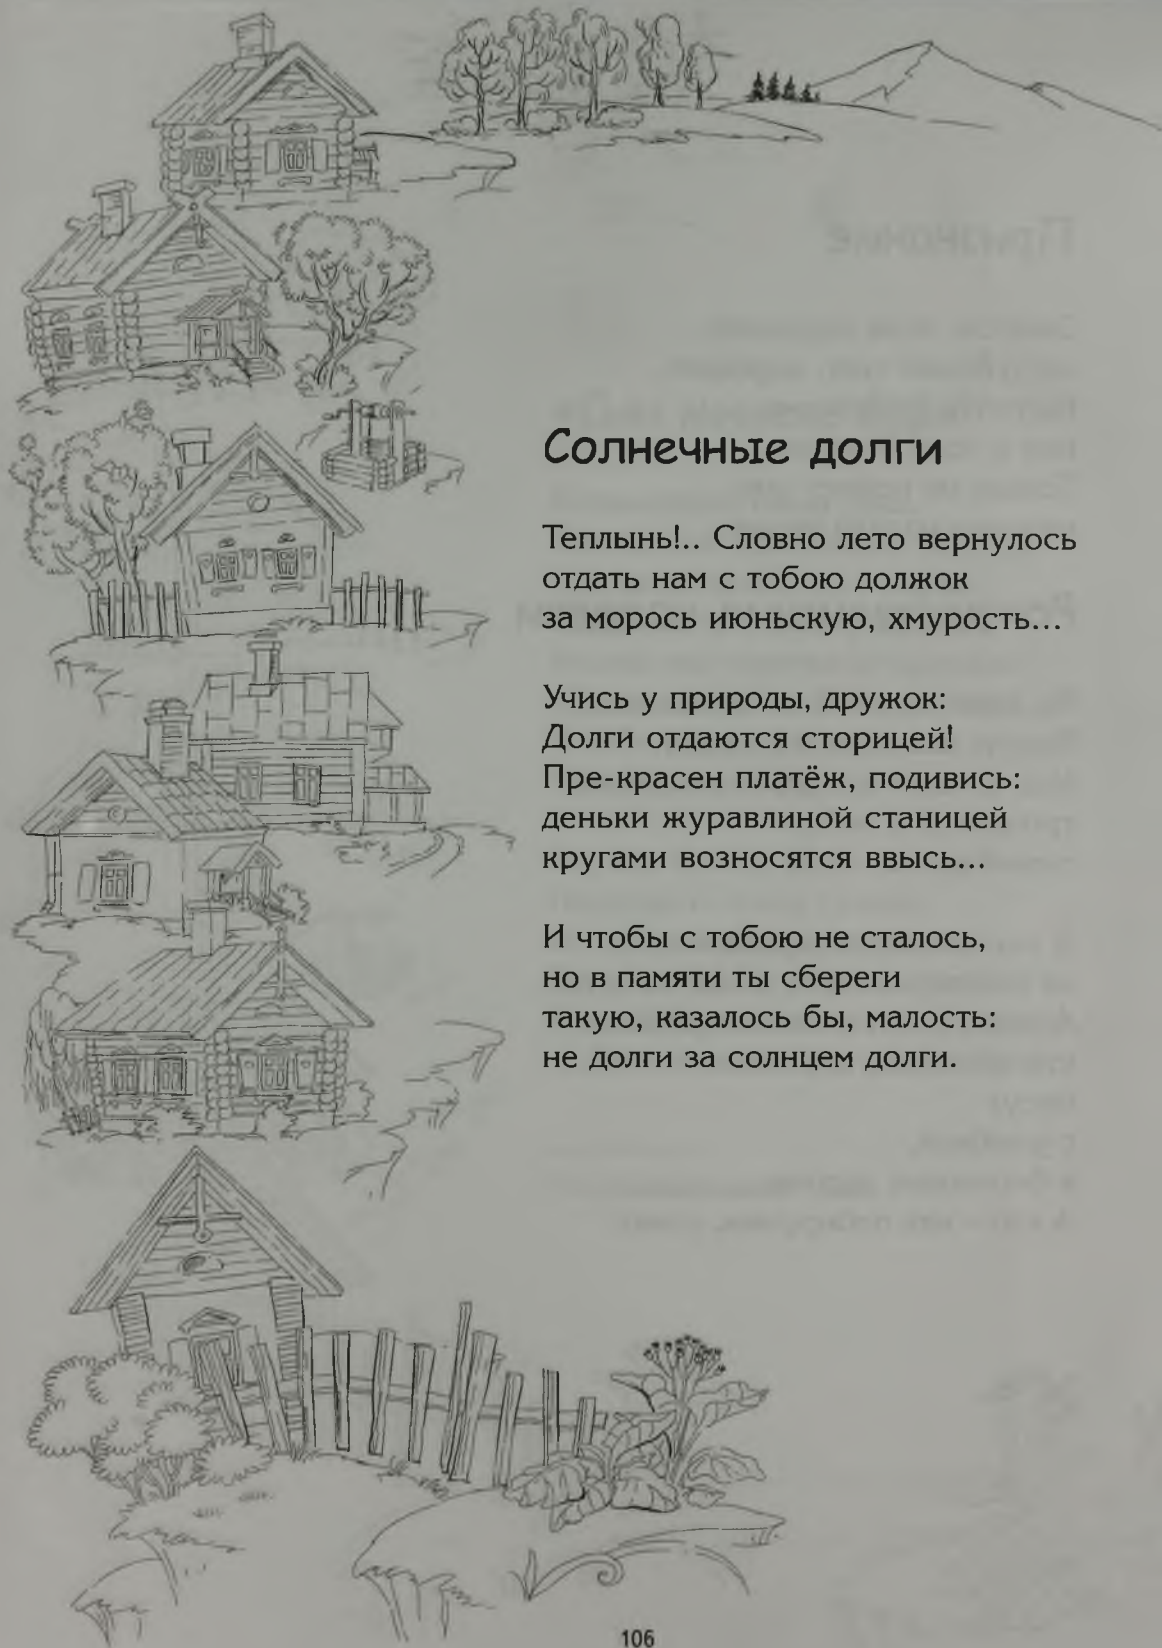 Солнечные долги
Теплынь!.. Словно лето вернулось
отдать нам с тобою должок
за морось июньскую, хмурость...
Учись у природы, дружок:
Долги отдаются сторицей!
Пре-красен платёж, подивись:
деньки журавлиной станицей
кругами возносятся ввысь...
И чтобы с тобою не сталось,
но в памяти ты сбереги
такую, казалось бы, малость:
не долги за солнцем долги.
106